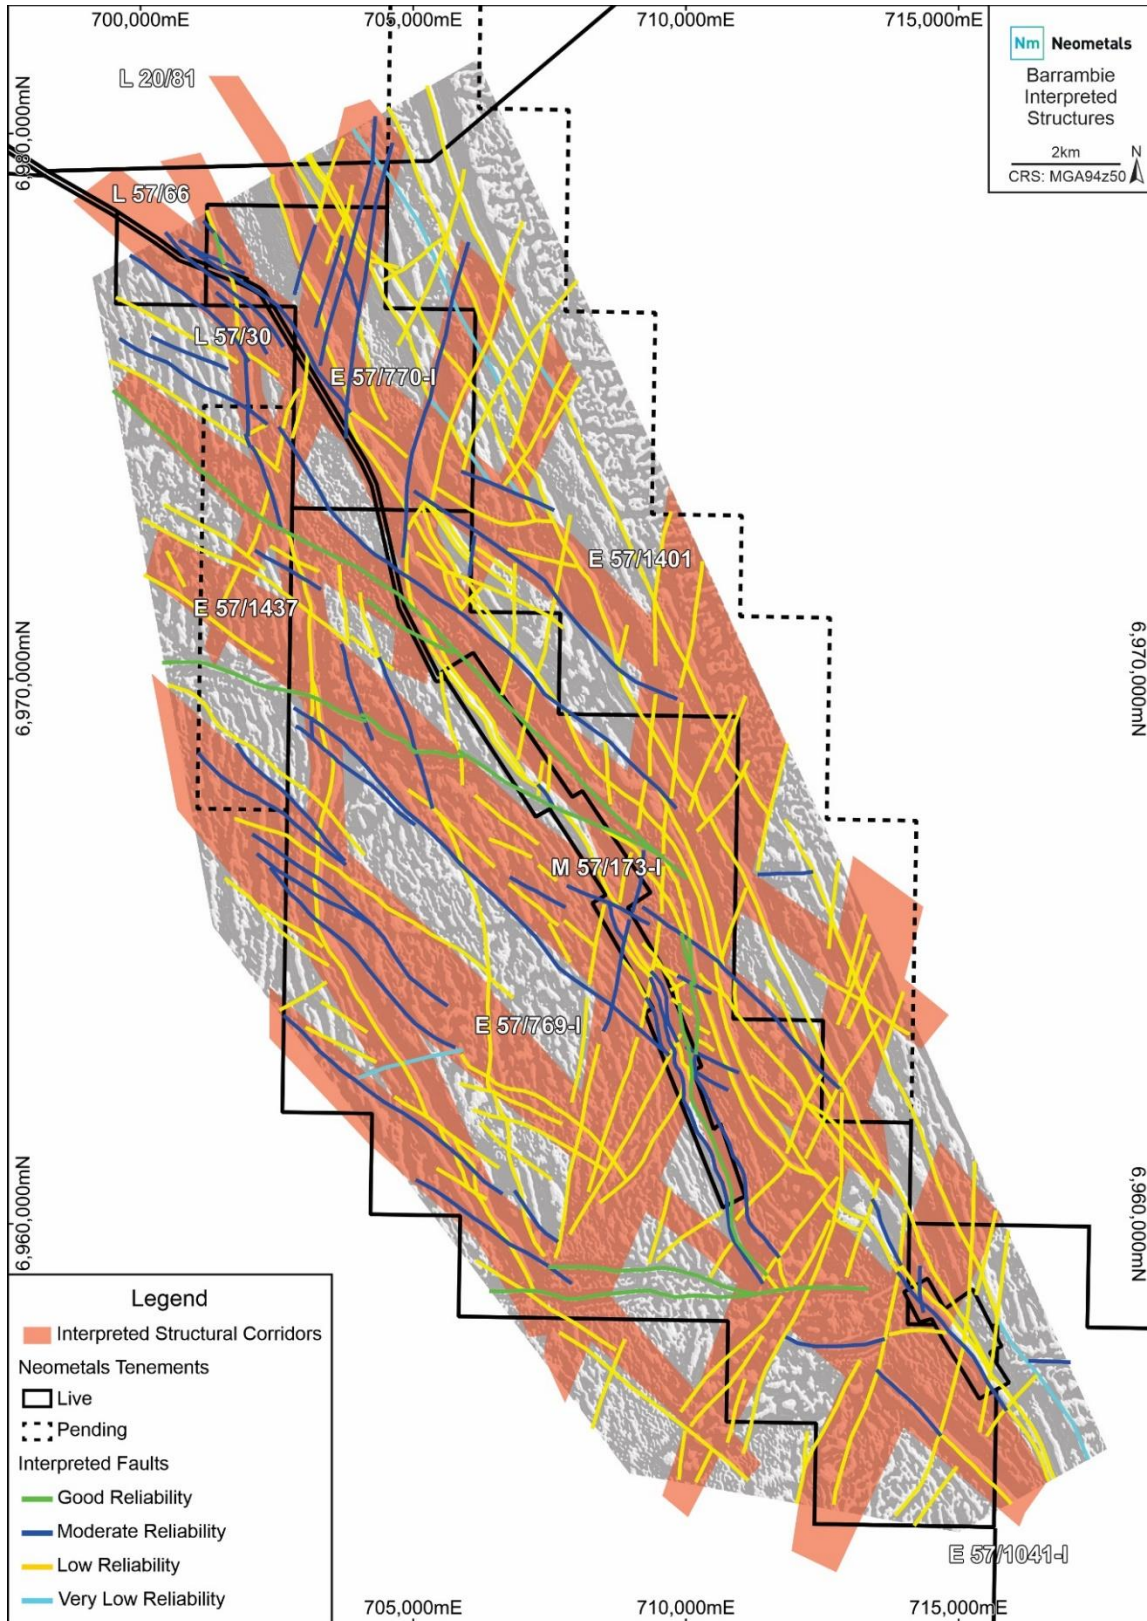 700,000mE
705,000mE
710,000mE
715,000mE
Nm Neometals
Barrambie
Interpreted
Structures
2km
N
CRS: MGA94z50
L 20/81
6,980,000mN
L 57/66
L 57/30
E 57/770-I
E 57/1401
E 57/1437
6,970,000mN
6,970,000mN
M 57/173-I
E 57/769-I
6,960,000mN
6,960,000mN
Legend
Interpreted Structural Corridors
Neometals Tenements
Live
Pending
Interpreted Faults
Good Reliability
Moderate Reliability
Low Reliability
Very Low Reliability
E 57/1041-I
705,000mE
710,000mE
715,000mE